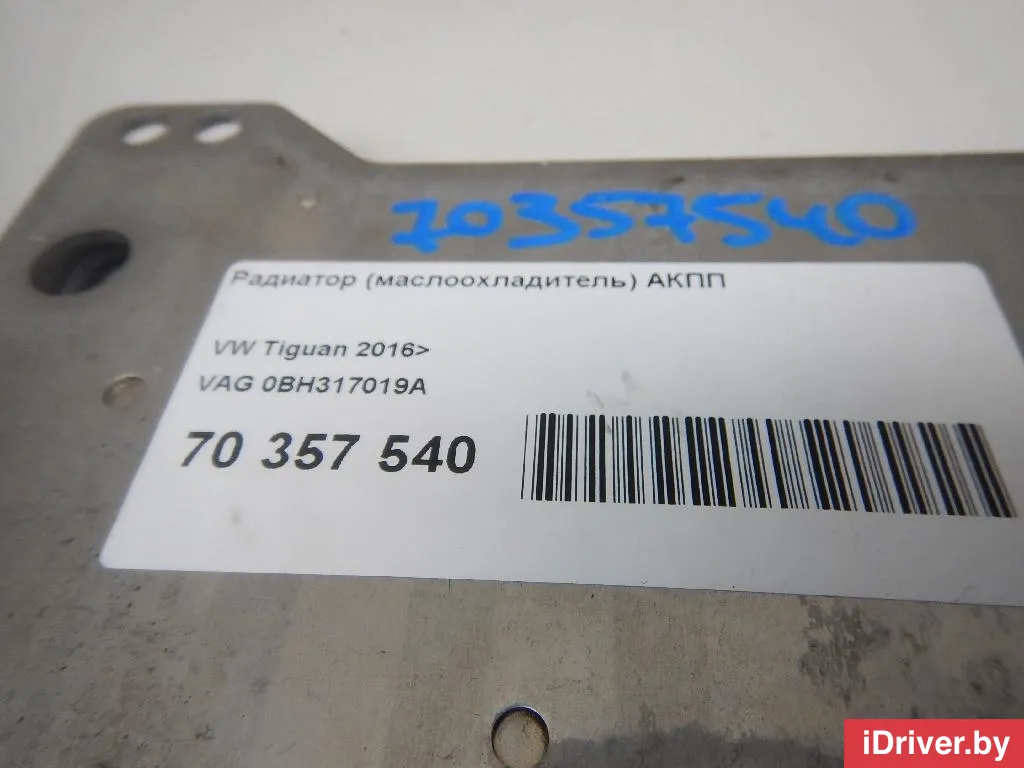 70357540
Радиатор (маслоохладитель) АКПП
VW Tiguan 2016>
VAG 0BH317019A
70 357 540
iDriver.by